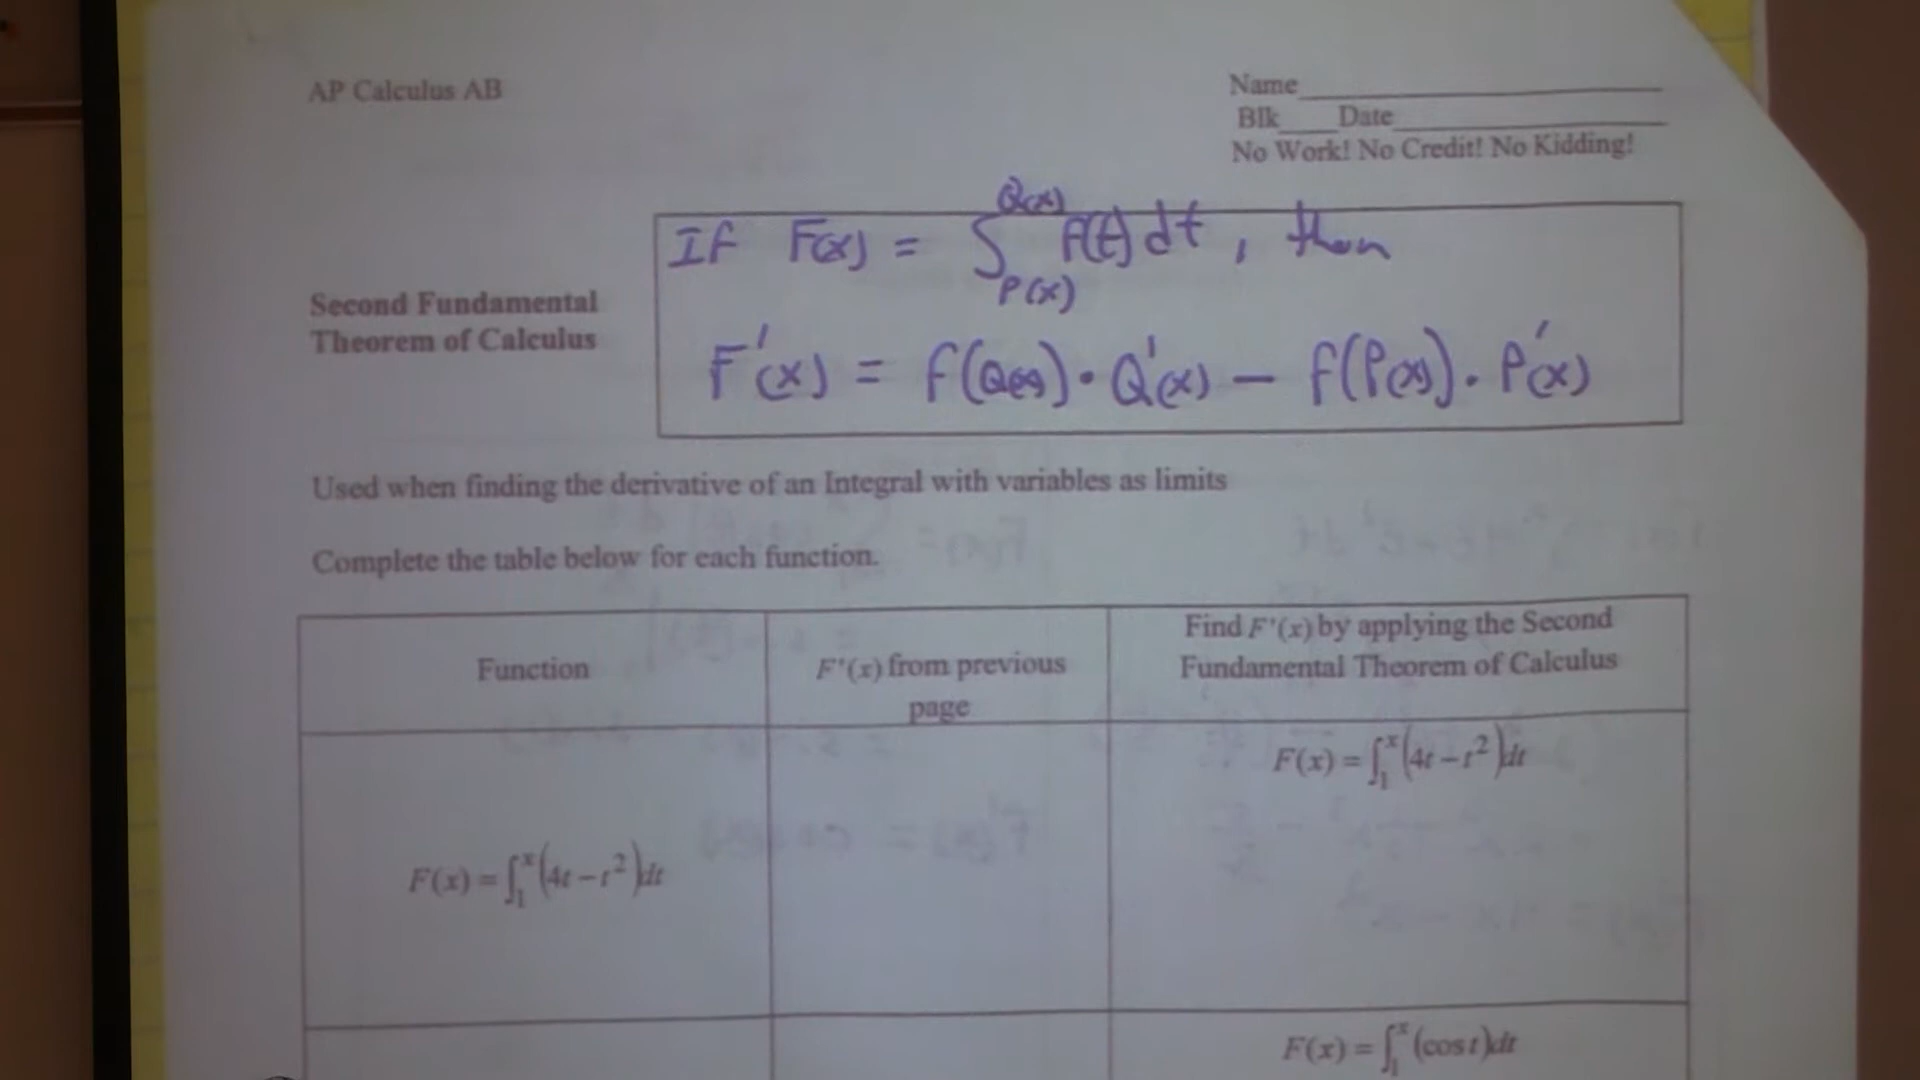 AP Calculus AB
Name
Blk Date
No Work! No Credit! No Kidding!
If F(x) = ∫_{P(x)}^{Q(x)} f(t) dt, then
Second Fundamental
Theorem of Calculus
F'(x) = f(Q(x)) · Q'(x) − f(P(x)) · P'(x)
Used when finding the derivative of an Integral with variables as limits
Complete the table below for each function.
Function
F'(x) from previous
page
Find F'(x) by applying the Second
Fundamental Theorem of Calculus
F(x) = ∫_1^x (4t − t²)dt
F(x) = ∫_1^x (4t − t²)dt
F(x) = ∫_1^x (cos t)dt